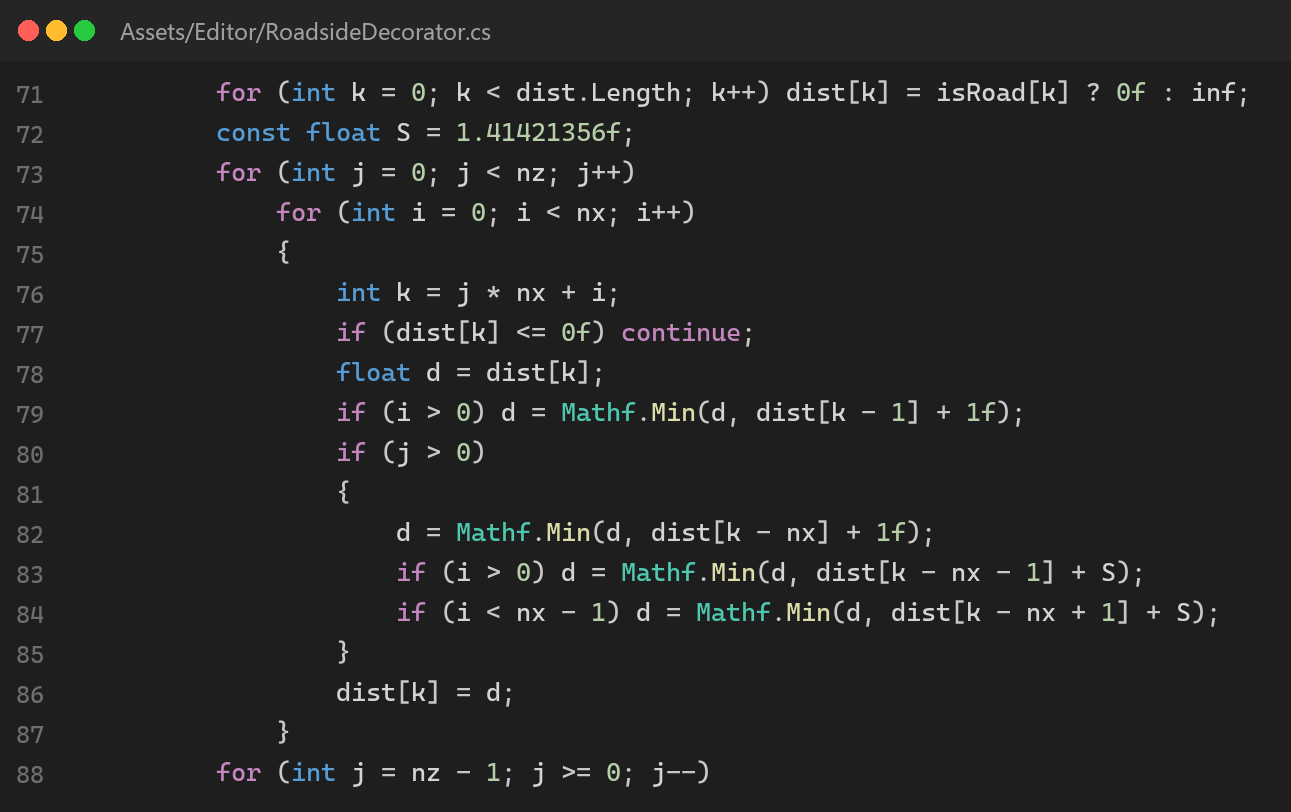 Assets/Editor/RoadsideDecorator.cs
71 for (int k = 0; k < dist.Length; k++) dist[k] = isRoad[k] ? 0f : inf;
72 const float S = 1.41421356f;
73 for (int j = 0; j < nz; j++)
74 for (int i = 0; i < nx; i++)
75 {
76 int k = j * nx + i;
77 if (dist[k] <= 0f) continue;
78 float d = dist[k];
79 if (i > 0) d = Mathf.Min(d, dist[k - 1] + 1f);
80 if (j > 0)
81 {
82 d = Mathf.Min(d, dist[k - nx] + 1f);
83 if (i > 0) d = Mathf.Min(d, dist[k - nx - 1] + S);
84 if (i < nx - 1) d = Mathf.Min(d, dist[k - nx + 1] + S);
85 }
86 dist[k] = d;
87 }
88 for (int j = nz - 1; j >= 0; j--)